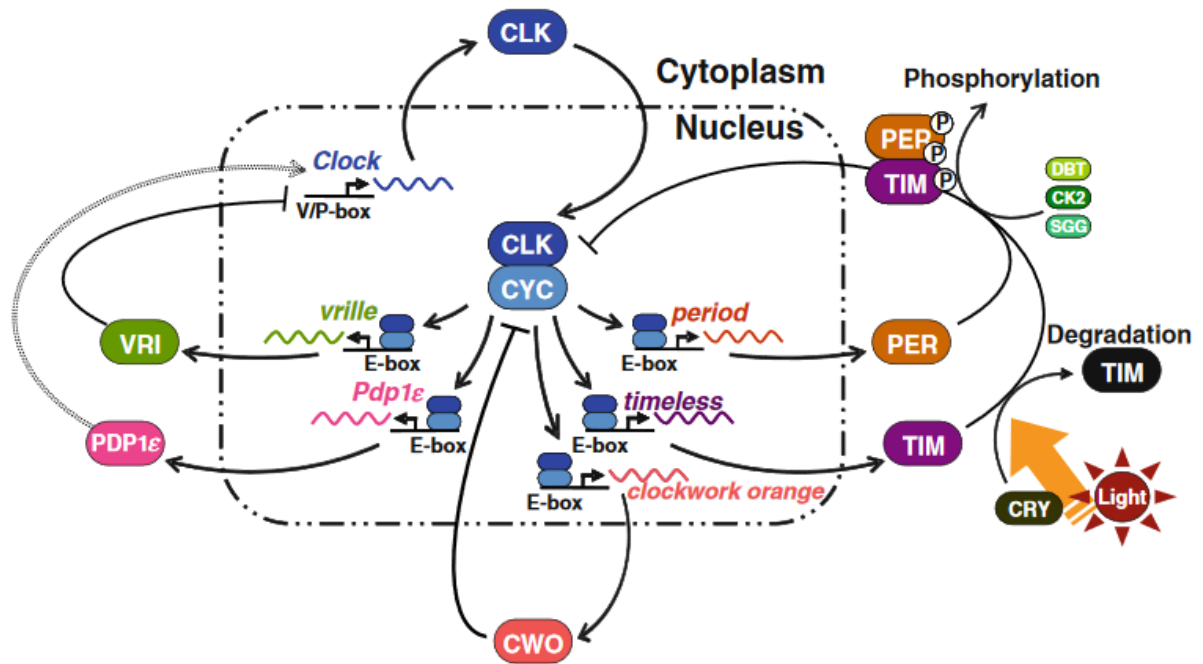 CLK
Cytoplasm
Phosphorylation
Nucleus
PER
P
P
TIM
P
DBT
CK2
SGG
Clock
V/P-box
CLK
CYC
vrille
E-box
period
E-box
VRI
PER
Degradation
TIM
Pdp1ε
E-box
timeless
E-box
PDP1ε
TIM
clockwork orange
E-box
CRY
Light
CWO